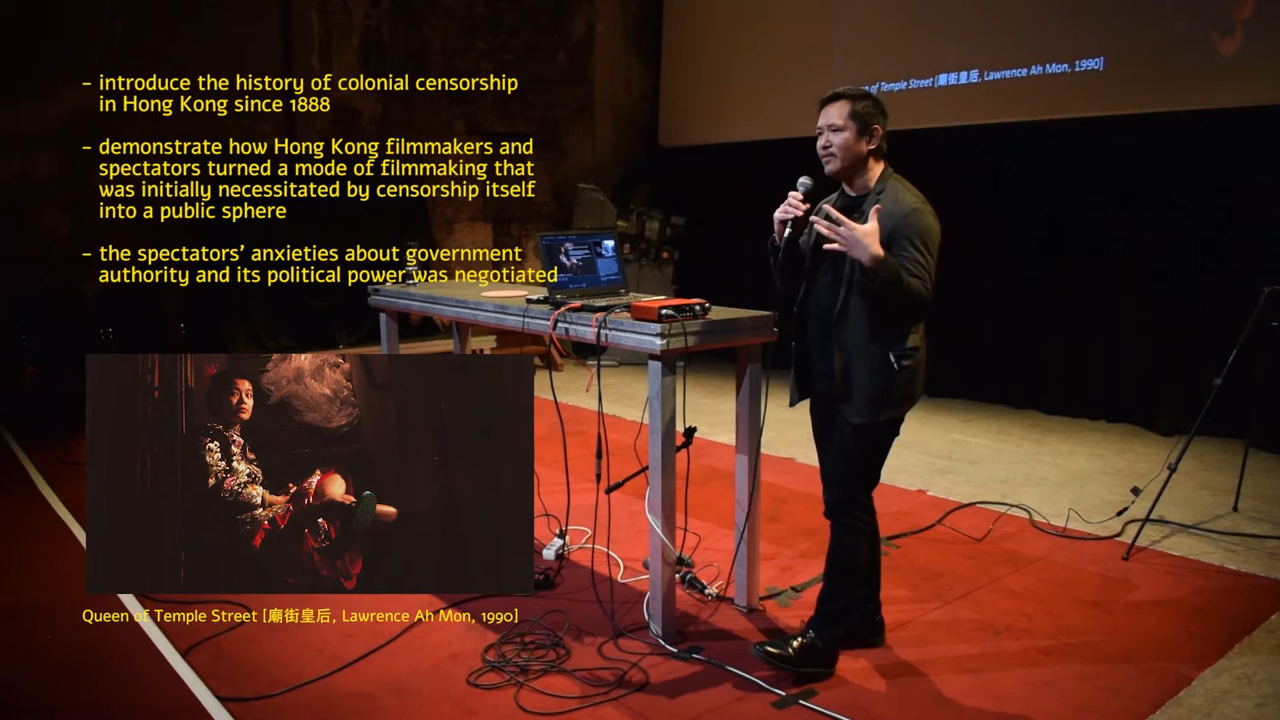 - introduce the history of colonial censorship
in Hong Kong since 1888
- demonstrate how Hong Kong filmmakers and
spectators turned a mode of filmmaking that
was initially necessitated by censorship itself
into a public sphere
- the spectators' anxieties about government
authority and its political power was negotiated
Queen of Temple Street [廟街皇后, Lawrence Ah Mon, 1990]
of Temple Street [廟街皇后, Lawrence Ah Mon, 1990]